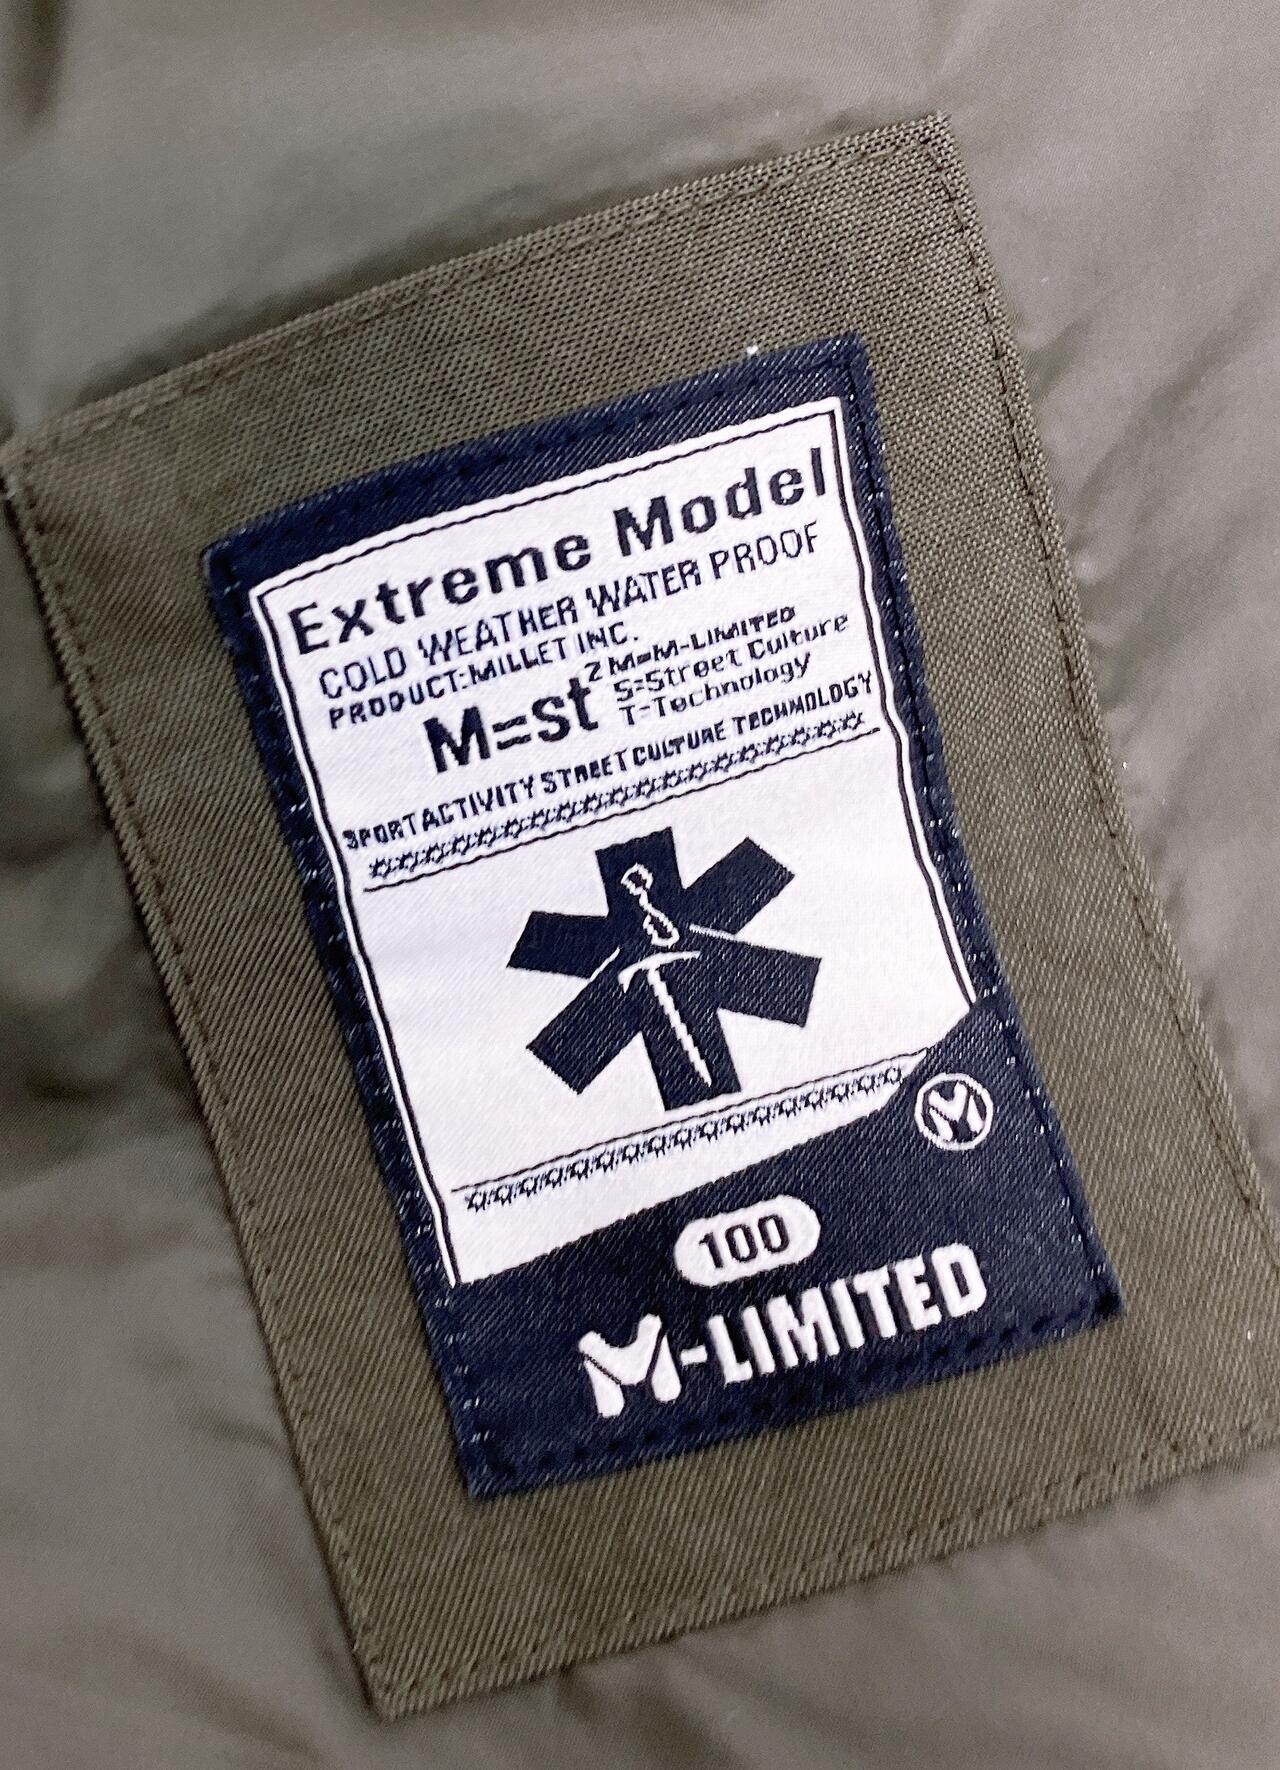 Extreme Model
COLD WEATHER WATER PROOF
PRODUCT:MILLET INC.
M=st²
M=M-LIMITED
S=Street Culture
T=Technology
SPORT ACTIVITY STREET CULTURE TECHNOLOGY
M
100
M-LIMITED